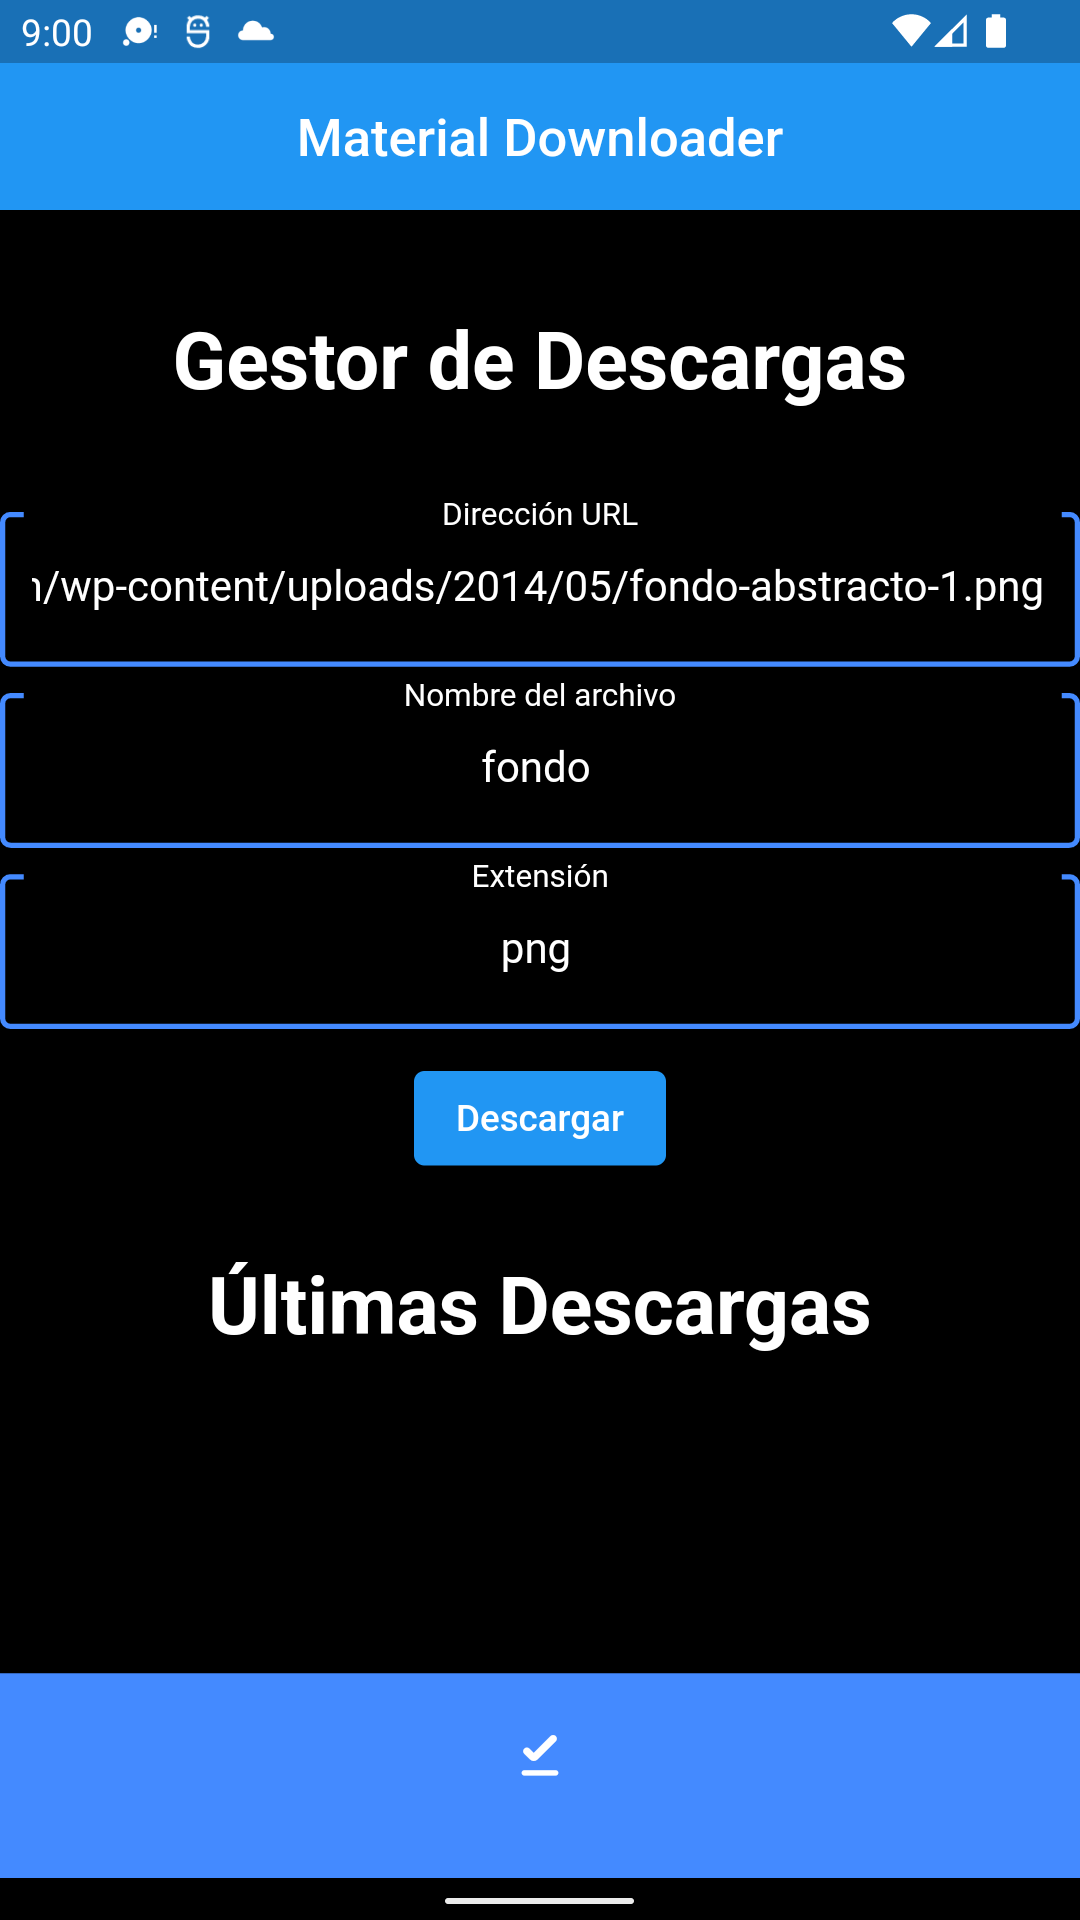 9:00
Material Downloader
Gestor de Descargas
Dirección URL
/wp-content/uploads/2014/05/fondo-abstracto-1.png
Nombre del archivo
fondo
Extensión
png
Descargar
Últimas Descargas